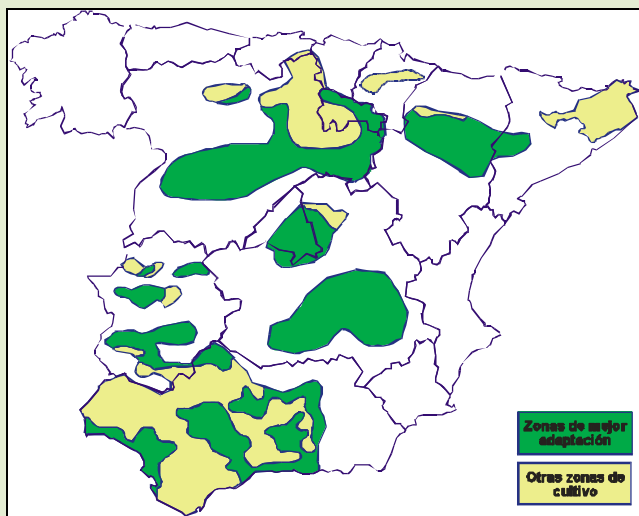 Zonas de mejor
adaptación
Otras zonas de
cultivo